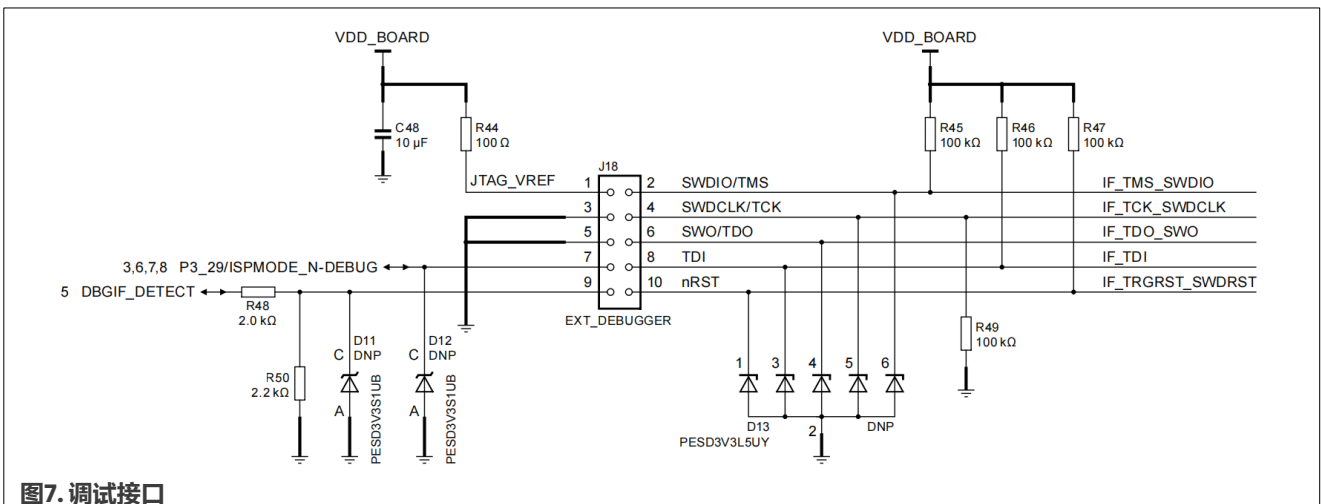 VDD_BOARD
VDD_BOARD
C48
10 µF
R44
100 Ω
R45
100 kΩ
R46
100 kΩ
R47
100 kΩ
J18
JTAG_VREF
1
2
SWDIO/TMS
IF_TMS_SWDIO
3
4
SWDCLK/TCK
IF_TCK_SWDCLK
5
6
SWO/TDO
IF_TDO_SWO
3,6,7,8 P3_29/ISPMODE_N-DEBUG
7
8
TDI
IF_TDI
5 DBGIF_DETECT
9
10
nRST
IF_TRGRST_SWDRST
R48
2.0 kΩ
EXT_DEBUGGER
R49
100 kΩ
D11
C DNP
D12
C DNP
R50
2.2 kΩ
A
PESD3V3S1UB
A
PESD3V3S1UB
1
3
4
5
6
D13
PESD3V3L5UY
2
DNP
图7. 调试接口